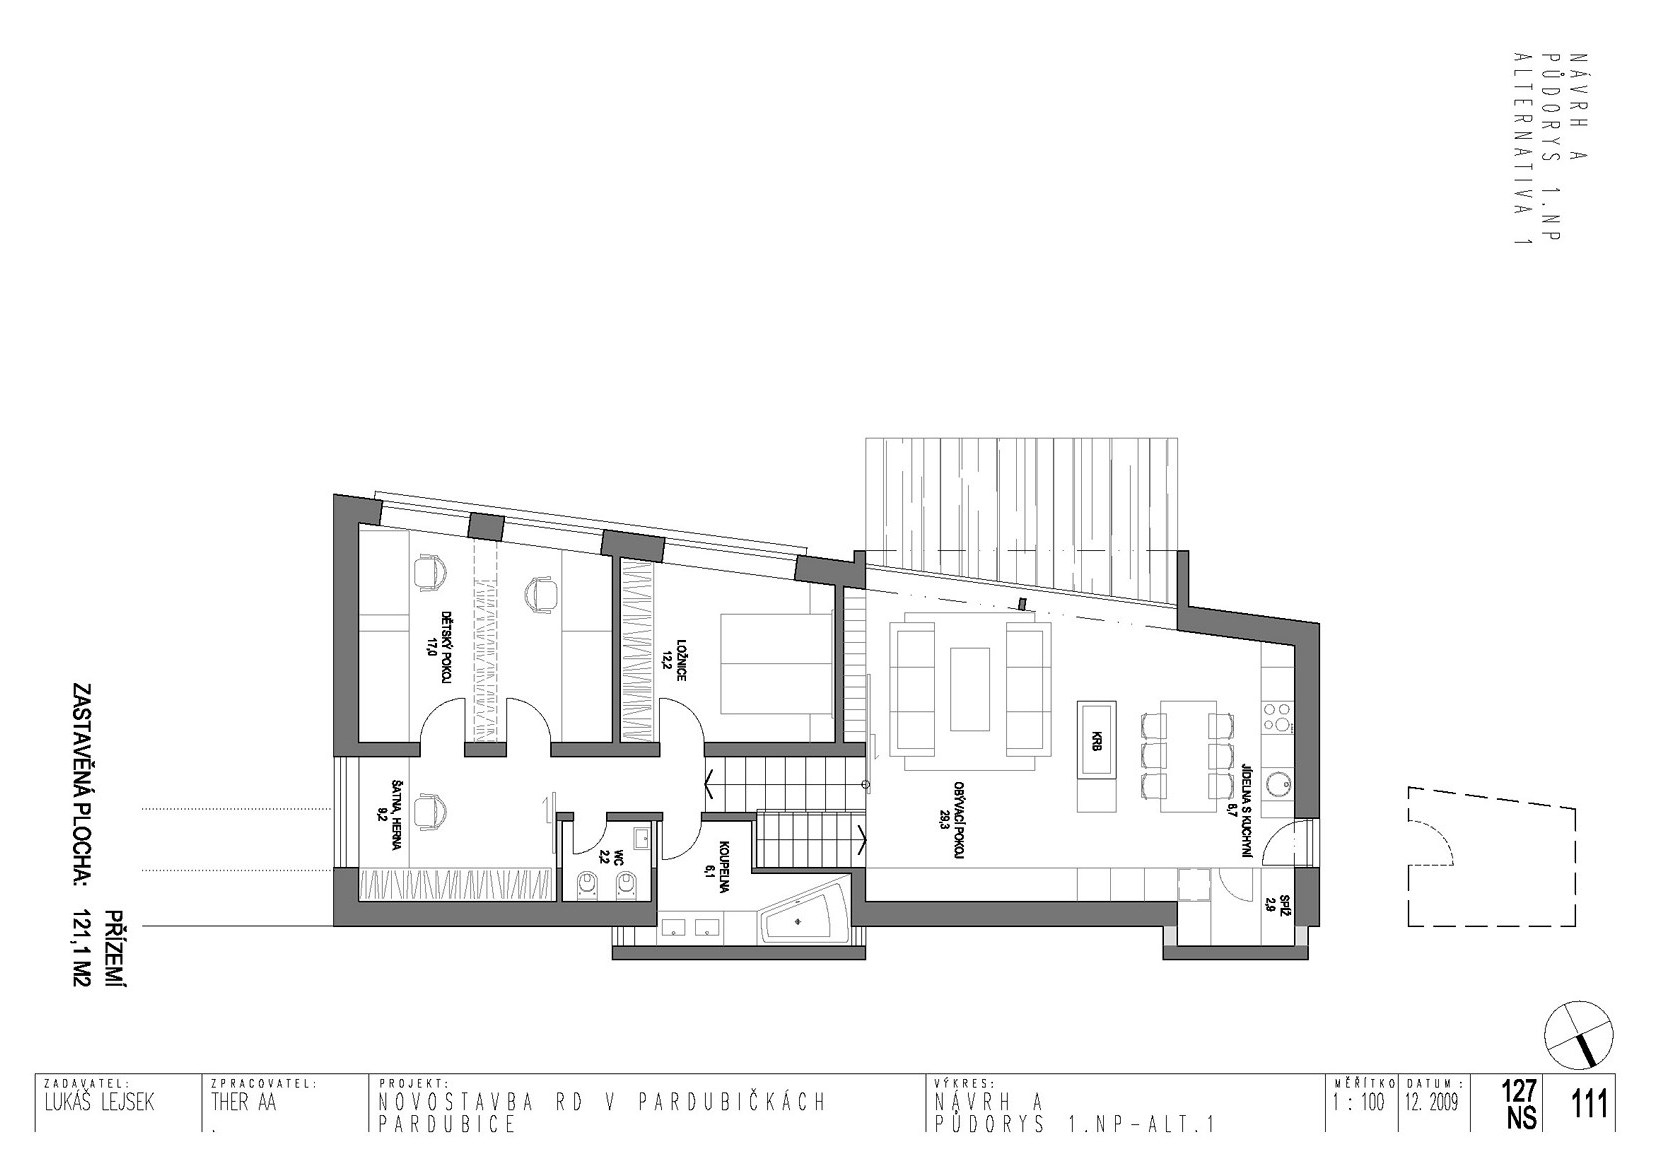 NÁVRH A
PŮDORYS 1.NP
ALTERNATIVA 1
DĚTSKÝ POKOJ
17,0
LOŽNICE
12,2
ŠATNA, HERNA
9,2
WC
2,2
KOUPELNA
6,1
OBÝVACÍ POKOJ
29,3
KRB
JÍDELNA S KUCHYNÍ
8,7
SPÍŽ
2,9
PŘÍZEMÍ
ZASTAVĚNÁ PLOCHA: 121,1 M2
ZADAVATEL:
LUKÁŠ LEJSEK
ZPRACOVATEL:
THER AA
.
PROJEKT:
NOVOSTAVBA RD V PARDUBIČKÁCH
PARDUBICE
VÝKRES:
NÁVRH A
PŮDORYS 1.NP-ALT.1
MĚŘÍTKO
1 : 100
DATUM :
12. 2009
127
NS
111